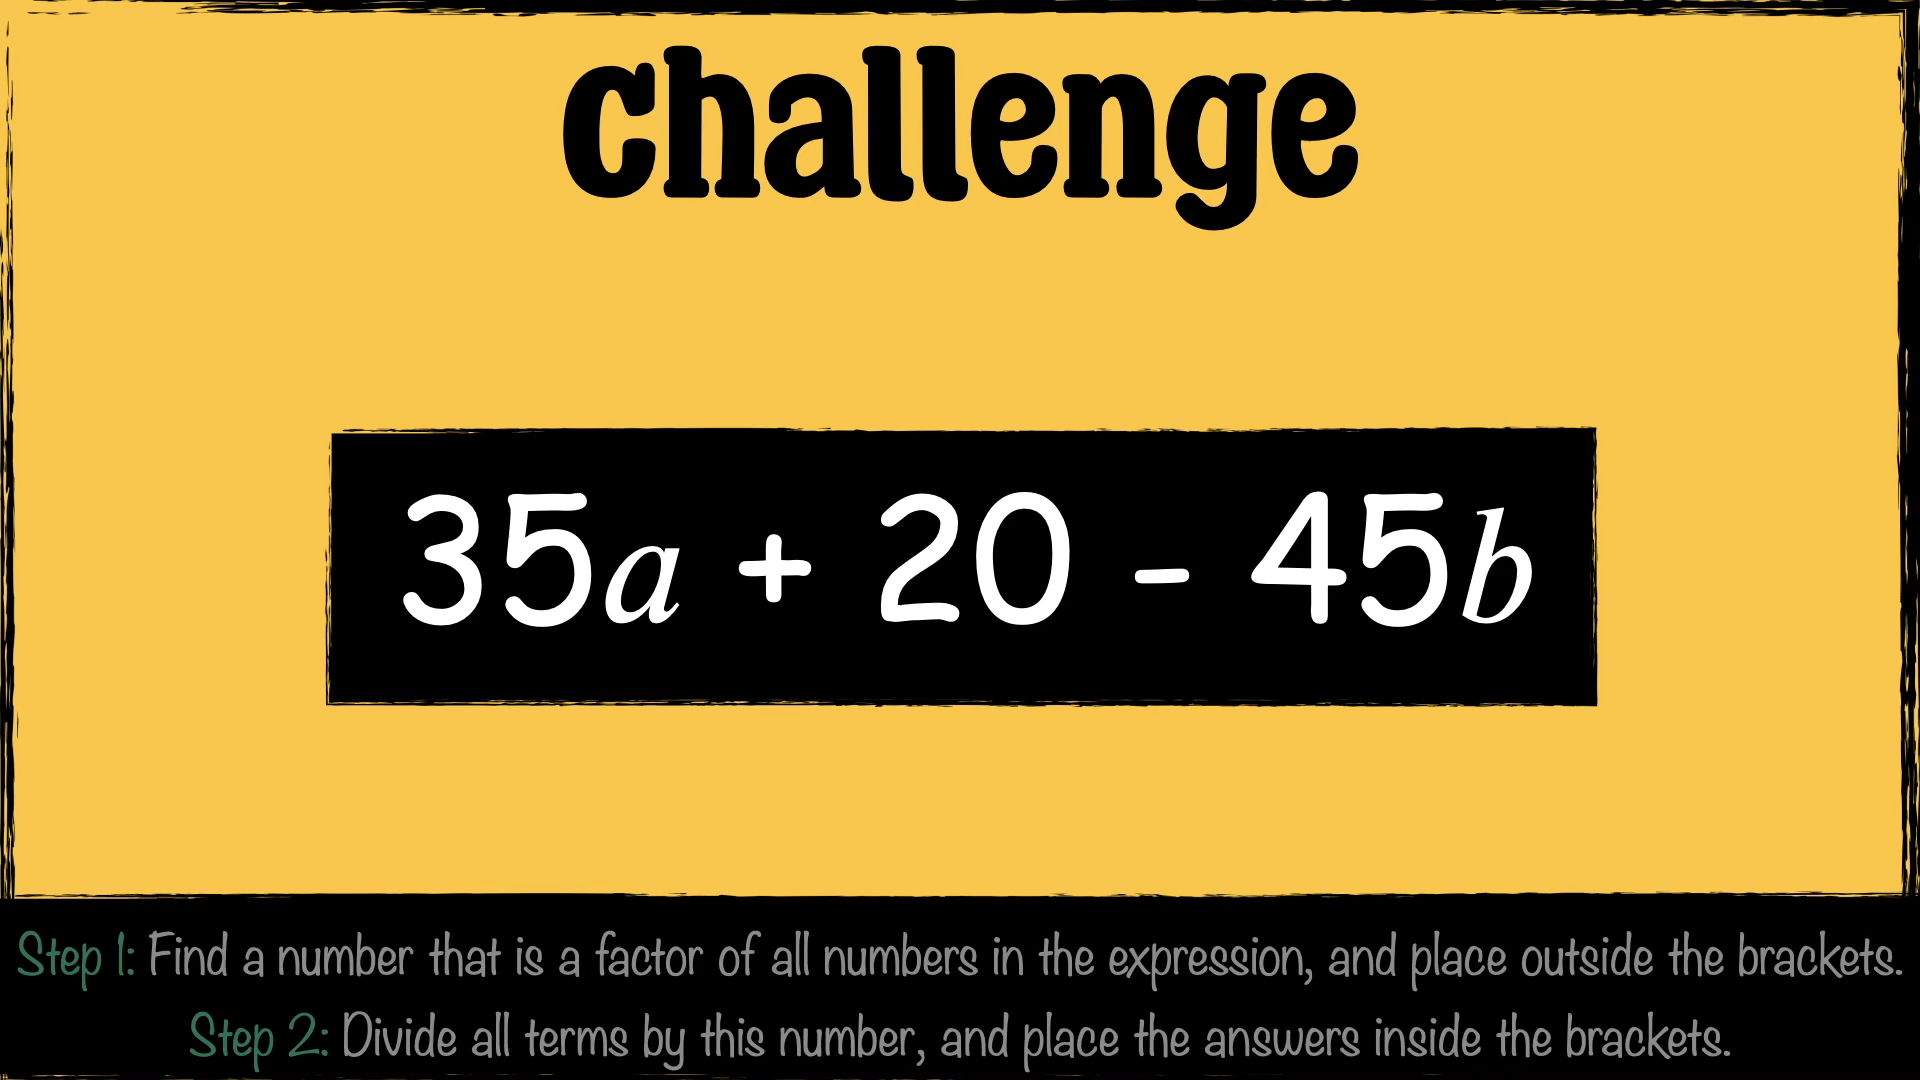 Challenge
35a + 20 - 45b
Step 1: Find a number that is a factor of all numbers in the expression, and place outside the brackets.
Step 2: Divide all terms by this number, and place the answers inside the brackets.